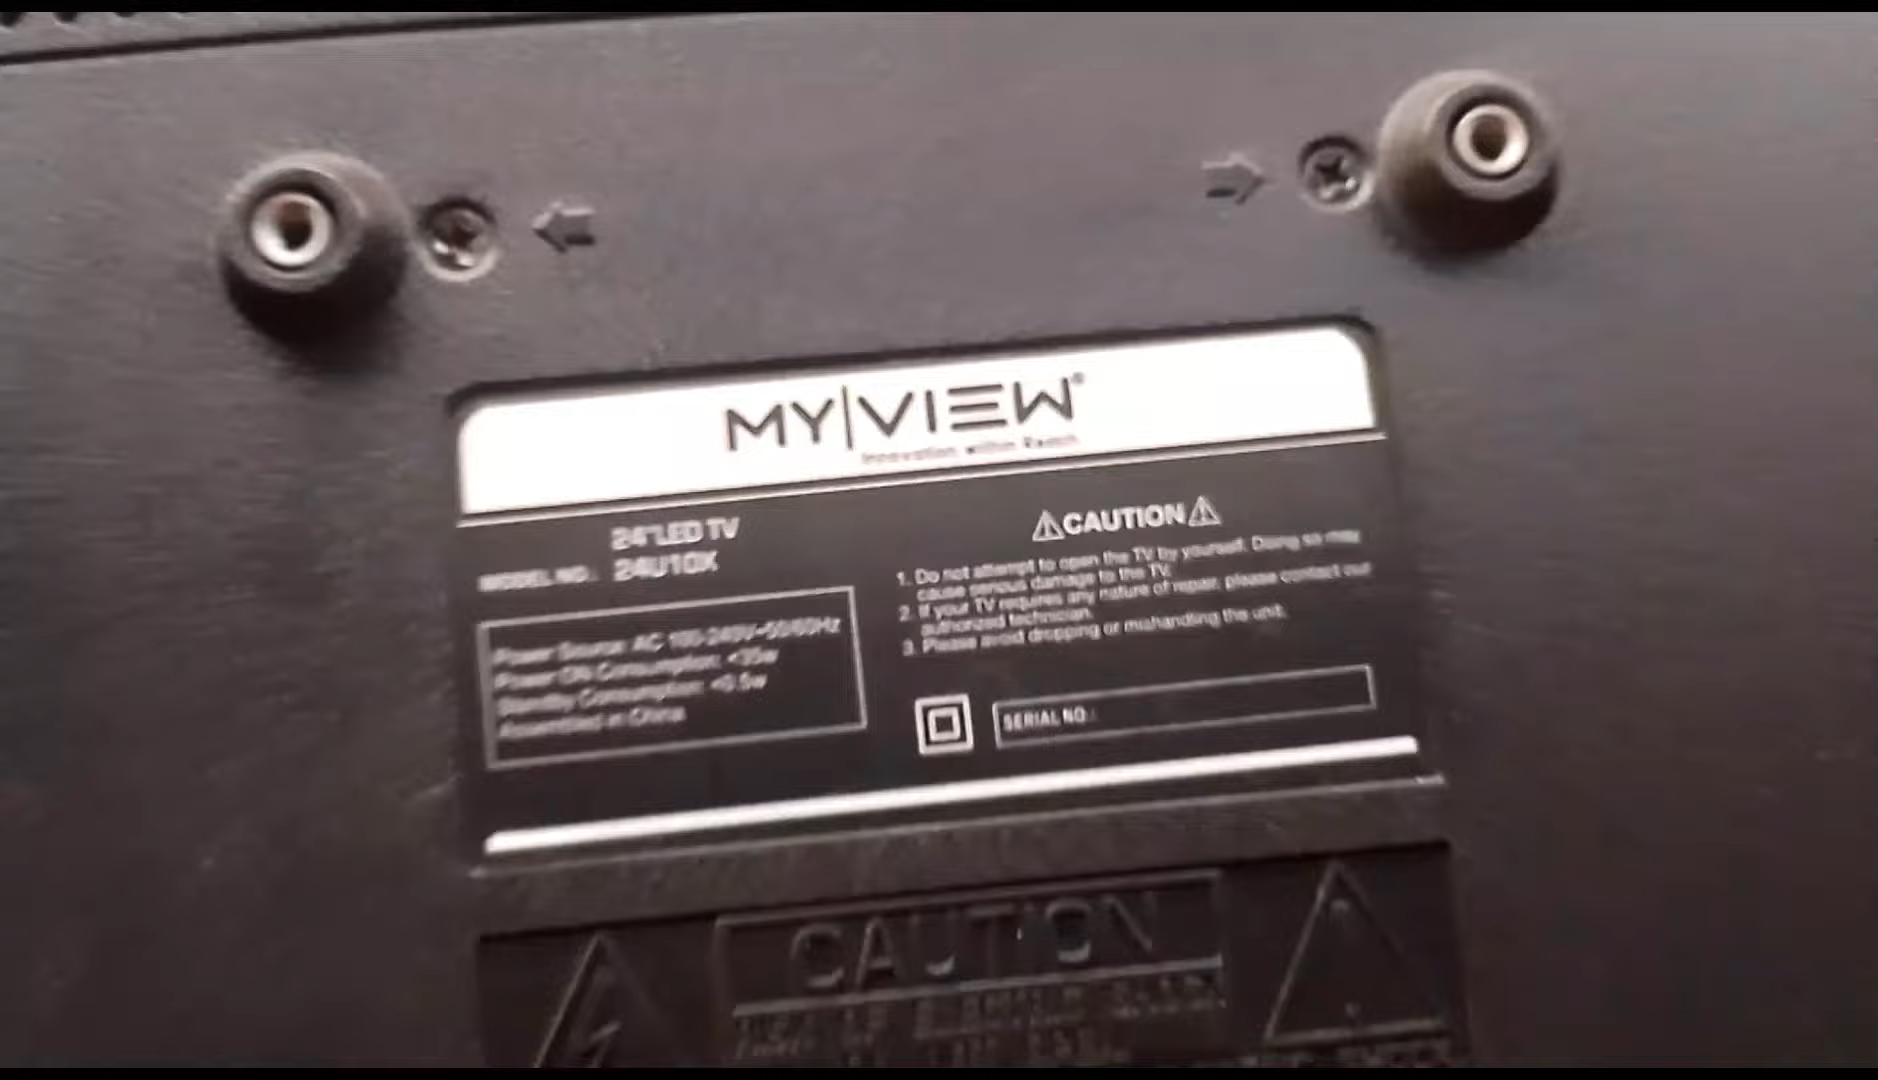 MY|VIEW®
Innovation within Reach
24"LED TV
MODEL NO.: 24U10K
Power Source: AC 100-240V~50/60Hz
Power ON Consumption: <35w
Standby Consumption: <0.5w
Assembled in China
⚠CAUTION⚠
1. Do not attempt to open the TV by yourself. Doing so may
cause serious damage to the TV.
2. If your TV requires any nature of repair, please contact our
authorized technician.
3. Please avoid dropping or mishandling the unit.
SERIAL NO.:
CAUTION